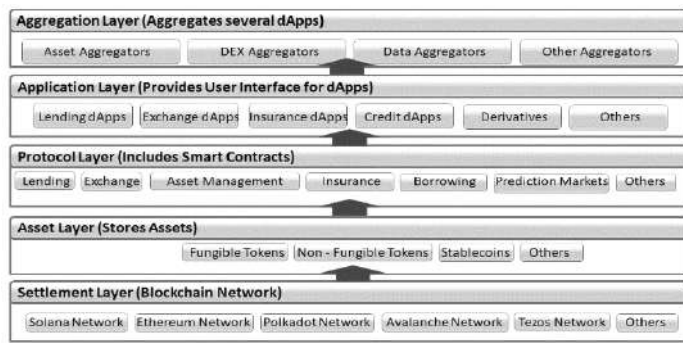 Aggregation Layer (Aggregates several dApps)
Asset Aggregators DEX Aggregators Data Aggregators Other Aggregators
Application Layer (Provides User Interface for dApps)
Lending dApps Exchange dApps Insurance dApps Credit dApps Derivatives Others
Protocol Layer (Includes Smart Contracts)
Lending Exchange Asset Management Insurance Borrowing Prediction Markets Others
Asset Layer (Stores Assets)
Fungible Tokens Non - Fungible Tokens Stablecoins Others
Settlement Layer (Blockchain Network)
Solana Network Ethereum Network Polkadot Network Avalanche Network Tezos Network Others